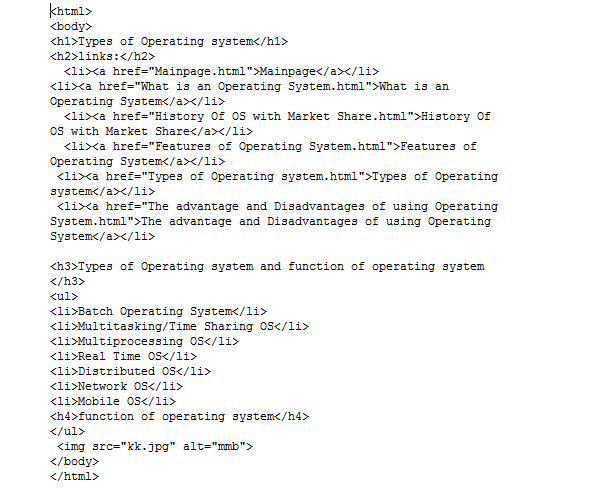 <html>
<body>
<h1>Types of Operating system</h1>
<h2>links:</h2>
  <li><a href="Mainpage.html">Mainpage</a></li>
<li><a href="What is an Operating System.html">What is an
Operating System</a></li>
  <li><a href="History Of OS with Market Share.html">History Of
OS with Market Share</a></li>
  <li><a href="Features of Operating System.html">Features of
Operating System</a></li>
 <li><a href="Types of Operating system.html">Types of Operating
system</a></li>
 <li><a href="The advantage and Disadvantages of using Operating
System.html">The advantage and Disadvantages of using Operating
System</a></li>

<h3>Types of Operating system and function of operating system
</h3>
<ul>
<li>Batch Operating System</li>
<li>Multitasking/Time Sharing OS</li>
<li>Multiprocessing OS</li>
<li>Real Time OS</li>
<li>Distributed OS</li>
<li>Network OS</li>
<li>Mobile OS</li>
<h4>function of operating system</h4>
</ul>
 <img src="kk.jpg" alt="mmb">
</body>
</html>